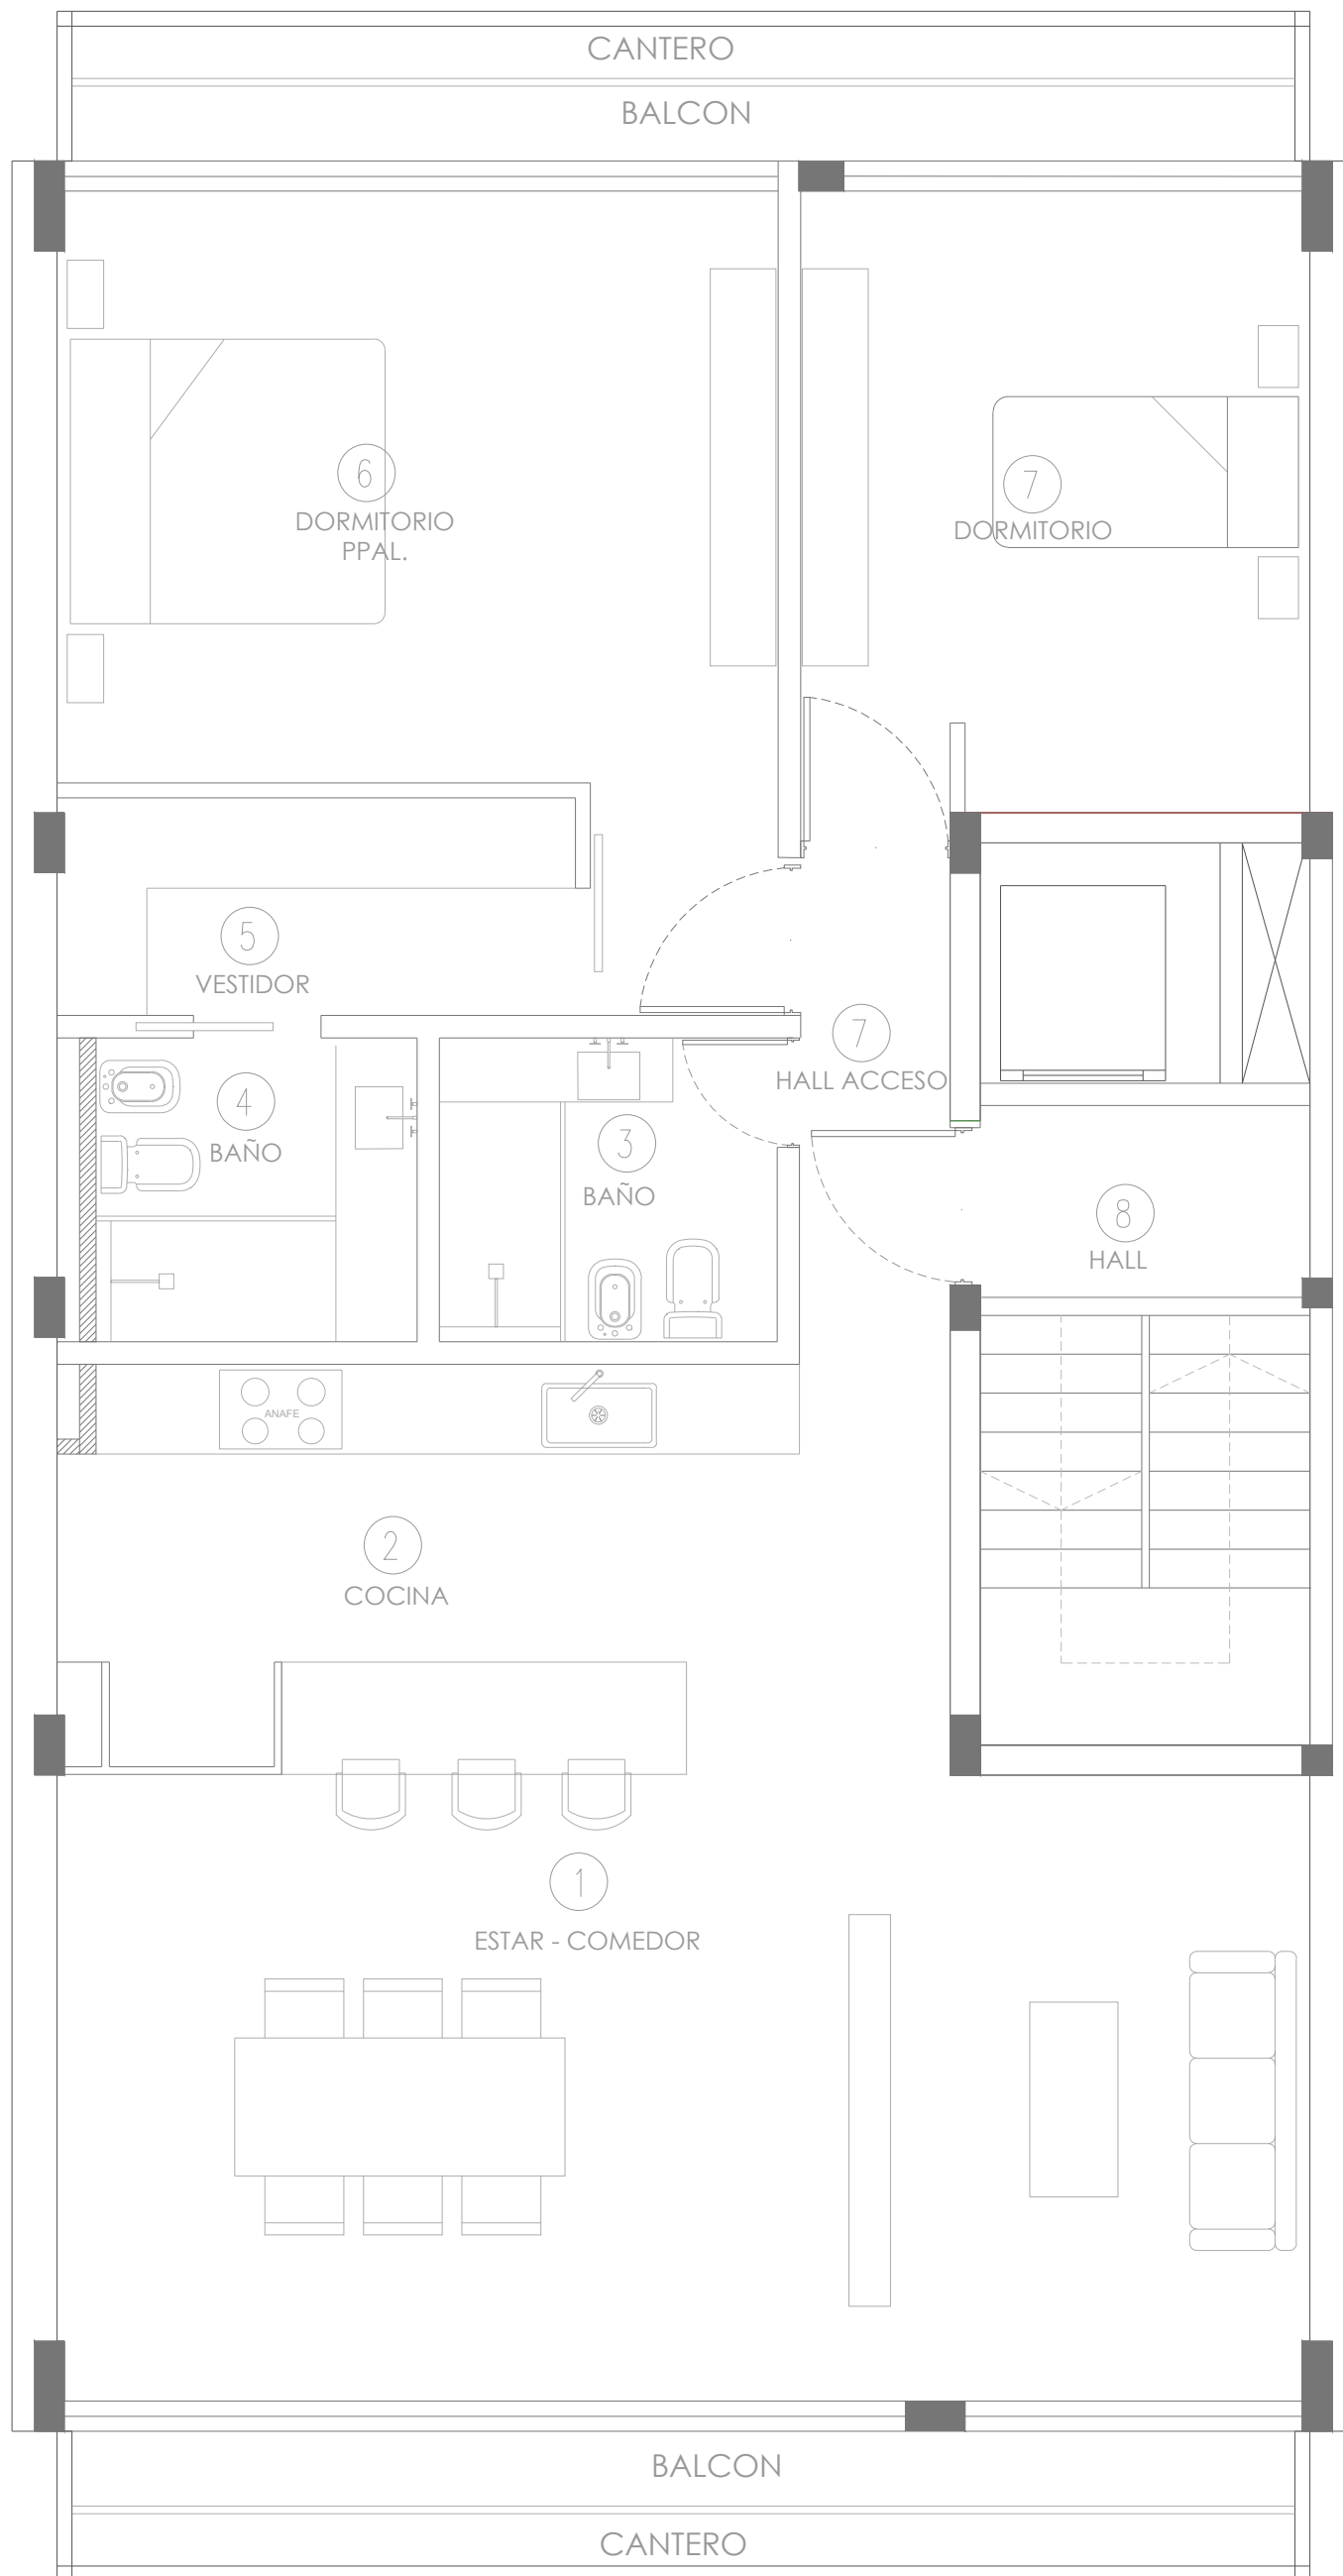 CANTERO
BALCON
6
DORMITORIO
PPAL.
7
DORMITORIO
5
VESTIDOR
7
HALL ACCESO
4
BAÑO
3
BAÑO
8
HALL
ANAFE
2
COCINA
1
ESTAR - COMEDOR
BALCON
CANTERO